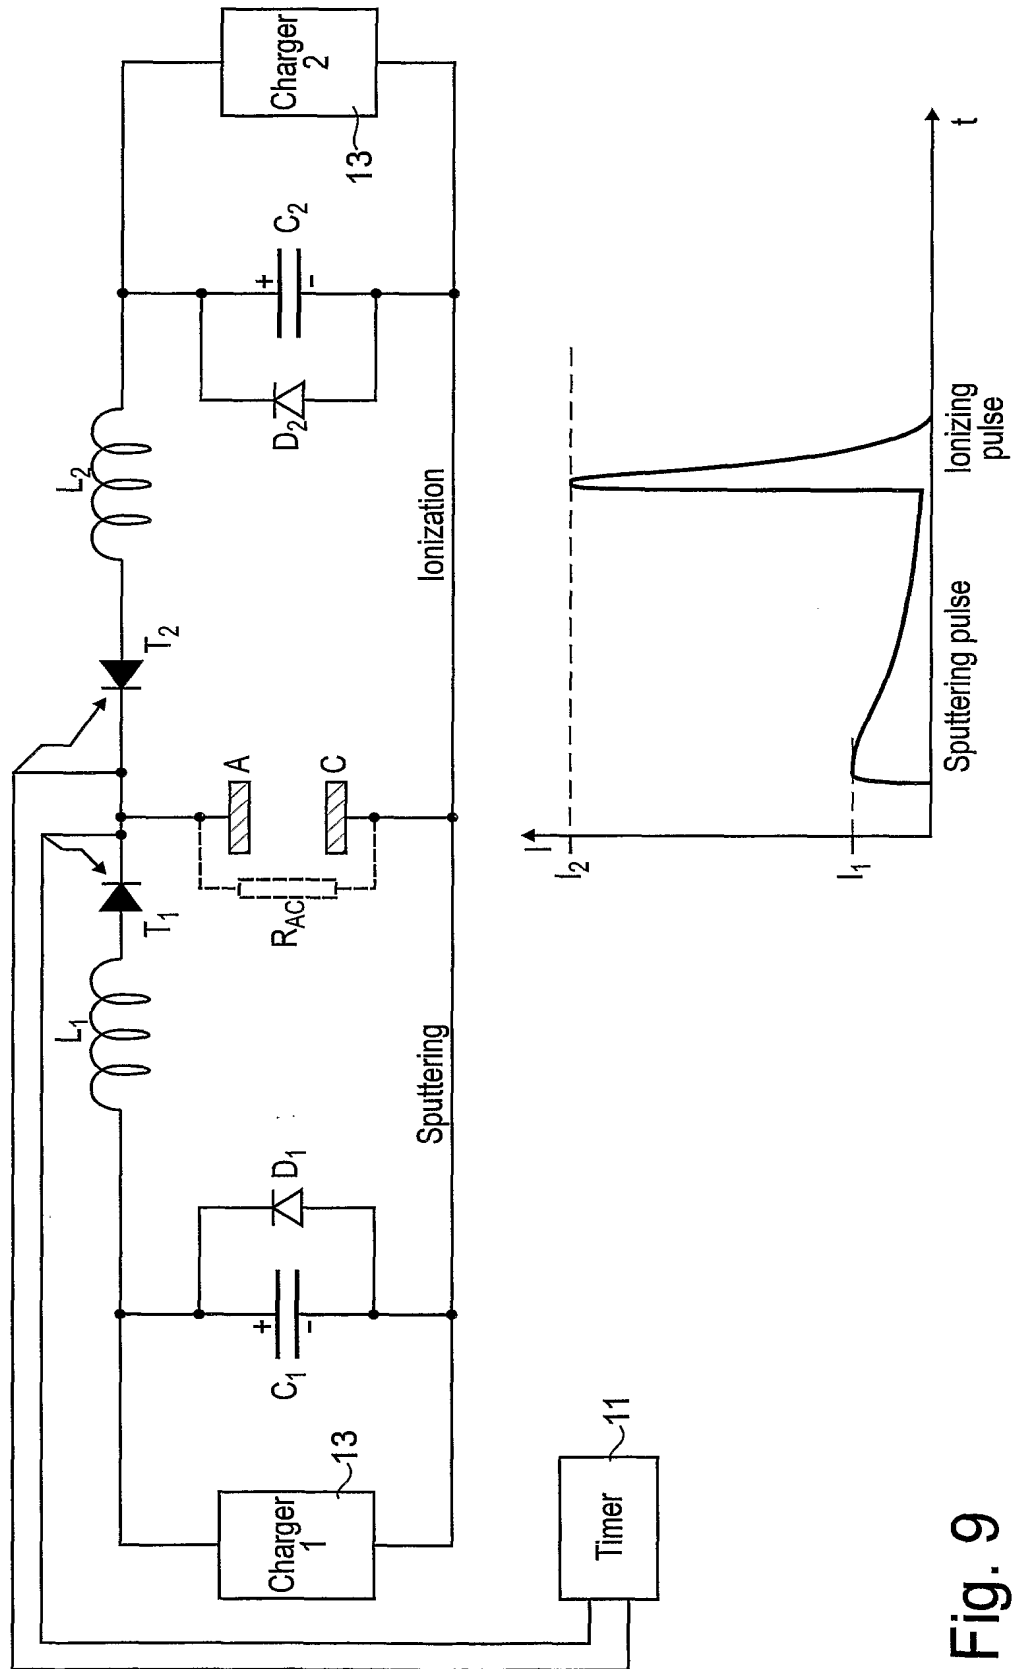 L₁
T₁
T₂
L₂
Charger
1
13
C₁
+
-
D₁
R_AC
A
C
D₂
+
-
C₂
Charger
2
13
Sputtering
Ionization
Timer
11
I
I₂
I₁
Sputtering pulse
Ionizing
pulse
t
Fig. 9